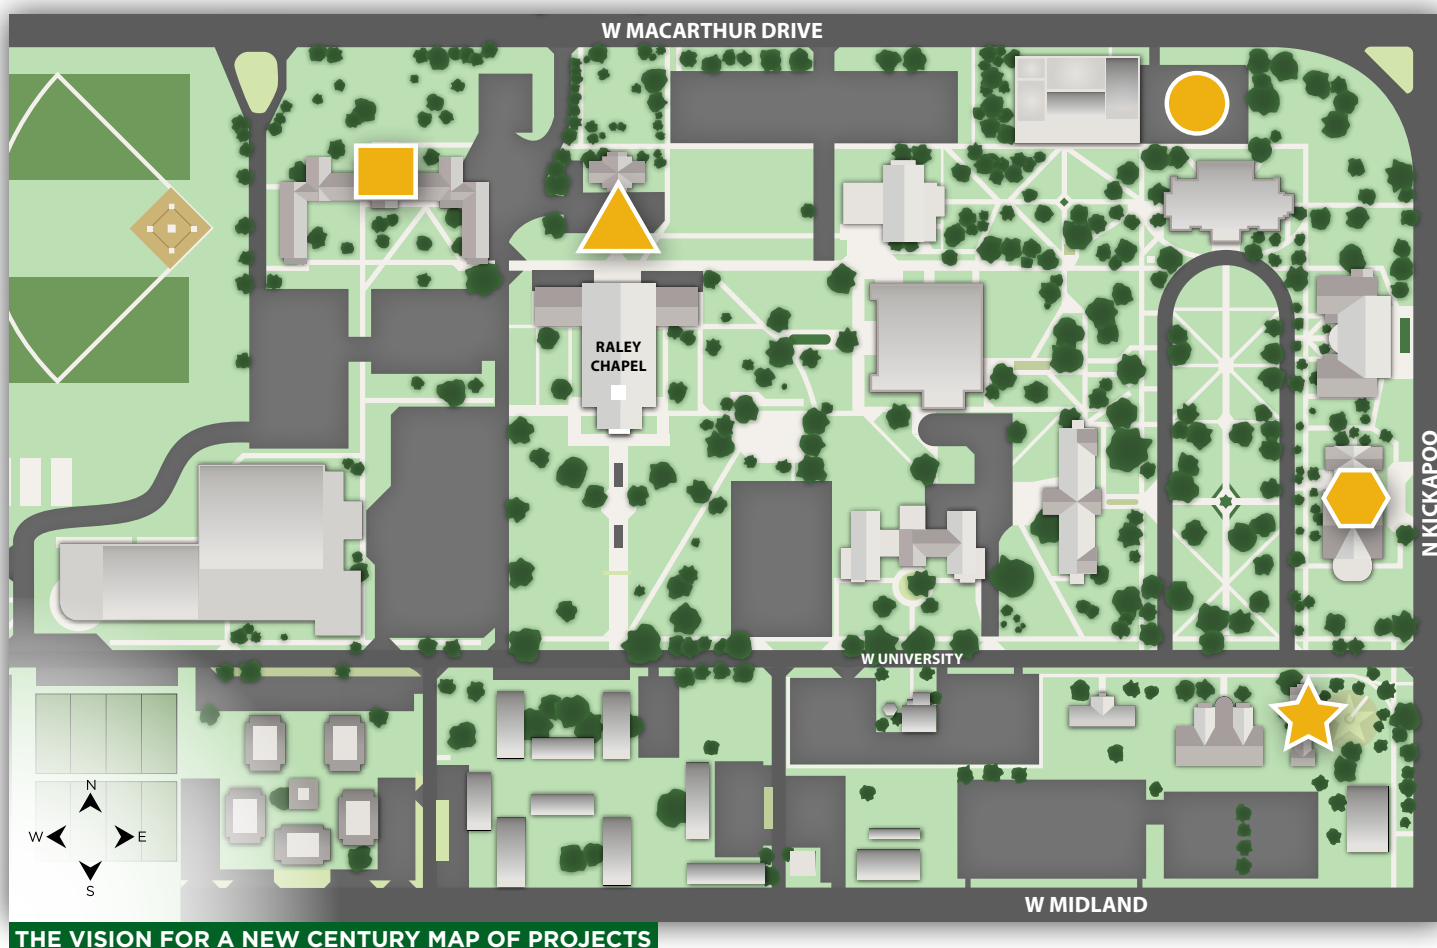 W MACARTHUR DRIVE
RALEY
CHAPEL
N KICKAPOO
W UNIVERSITY
N
W E
S
W MIDLAND
THE VISION FOR A NEW CENTURY MAP OF PROJECTS